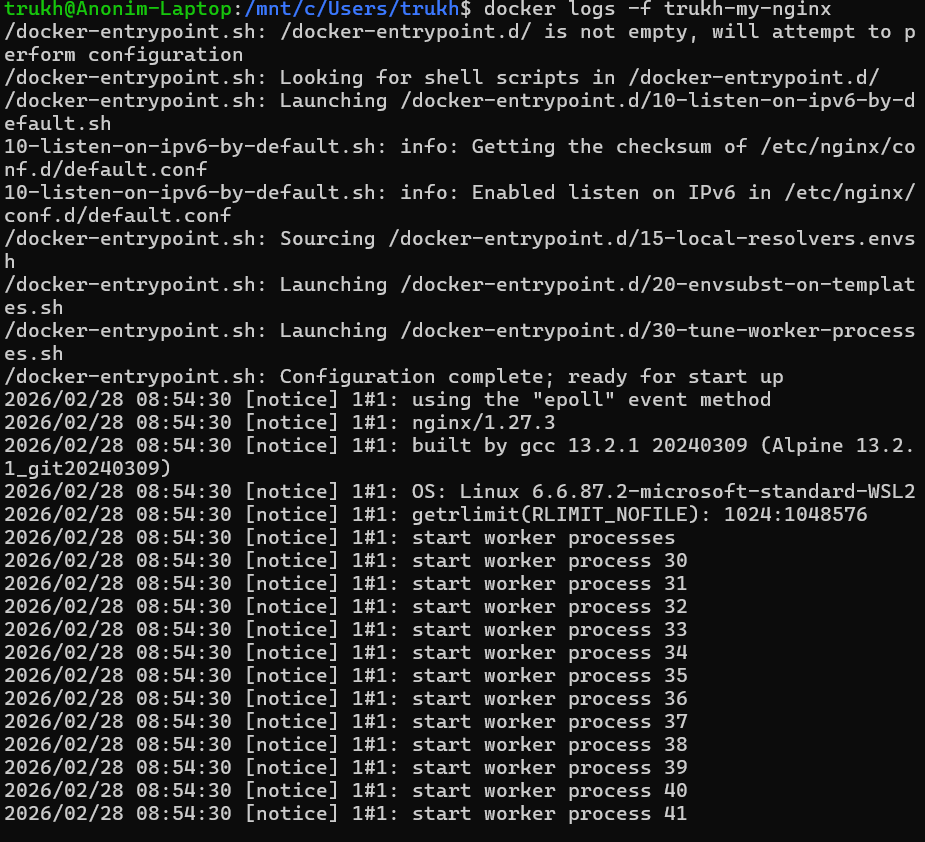 trukh@Anonim-Laptop:/mnt/c/Users/trukh$ docker logs -f trukh-my-nginx
/docker-entrypoint.sh: /docker-entrypoint.d/ is not empty, will attempt to p
erform configuration
/docker-entrypoint.sh: Looking for shell scripts in /docker-entrypoint.d/
/docker-entrypoint.sh: Launching /docker-entrypoint.d/10-listen-on-ipv6-by-d
efault.sh
10-listen-on-ipv6-by-default.sh: info: Getting the checksum of /etc/nginx/co
nf.d/default.conf
10-listen-on-ipv6-by-default.sh: info: Enabled listen on IPv6 in /etc/nginx/
conf.d/default.conf
/docker-entrypoint.sh: Sourcing /docker-entrypoint.d/15-local-resolvers.envs
h
/docker-entrypoint.sh: Launching /docker-entrypoint.d/20-envsubst-on-templat
es.sh
/docker-entrypoint.sh: Launching /docker-entrypoint.d/30-tune-worker-process
es.sh
/docker-entrypoint.sh: Configuration complete; ready for start up
2026/02/28 08:54:30 [notice] 1#1: using the "epoll" event method
2026/02/28 08:54:30 [notice] 1#1: nginx/1.27.3
2026/02/28 08:54:30 [notice] 1#1: built by gcc 13.2.1 20240309 (Alpine 13.2.
1_git20240309)
2026/02/28 08:54:30 [notice] 1#1: OS: Linux 6.6.87.2-microsoft-standard-WSL2
2026/02/28 08:54:30 [notice] 1#1: getrlimit(RLIMIT_NOFILE): 1024:1048576
2026/02/28 08:54:30 [notice] 1#1: start worker processes
2026/02/28 08:54:30 [notice] 1#1: start worker process 30
2026/02/28 08:54:30 [notice] 1#1: start worker process 31
2026/02/28 08:54:30 [notice] 1#1: start worker process 32
2026/02/28 08:54:30 [notice] 1#1: start worker process 33
2026/02/28 08:54:30 [notice] 1#1: start worker process 34
2026/02/28 08:54:30 [notice] 1#1: start worker process 35
2026/02/28 08:54:30 [notice] 1#1: start worker process 36
2026/02/28 08:54:30 [notice] 1#1: start worker process 37
2026/02/28 08:54:30 [notice] 1#1: start worker process 38
2026/02/28 08:54:30 [notice] 1#1: start worker process 39
2026/02/28 08:54:30 [notice] 1#1: start worker process 40
2026/02/28 08:54:30 [notice] 1#1: start worker process 41